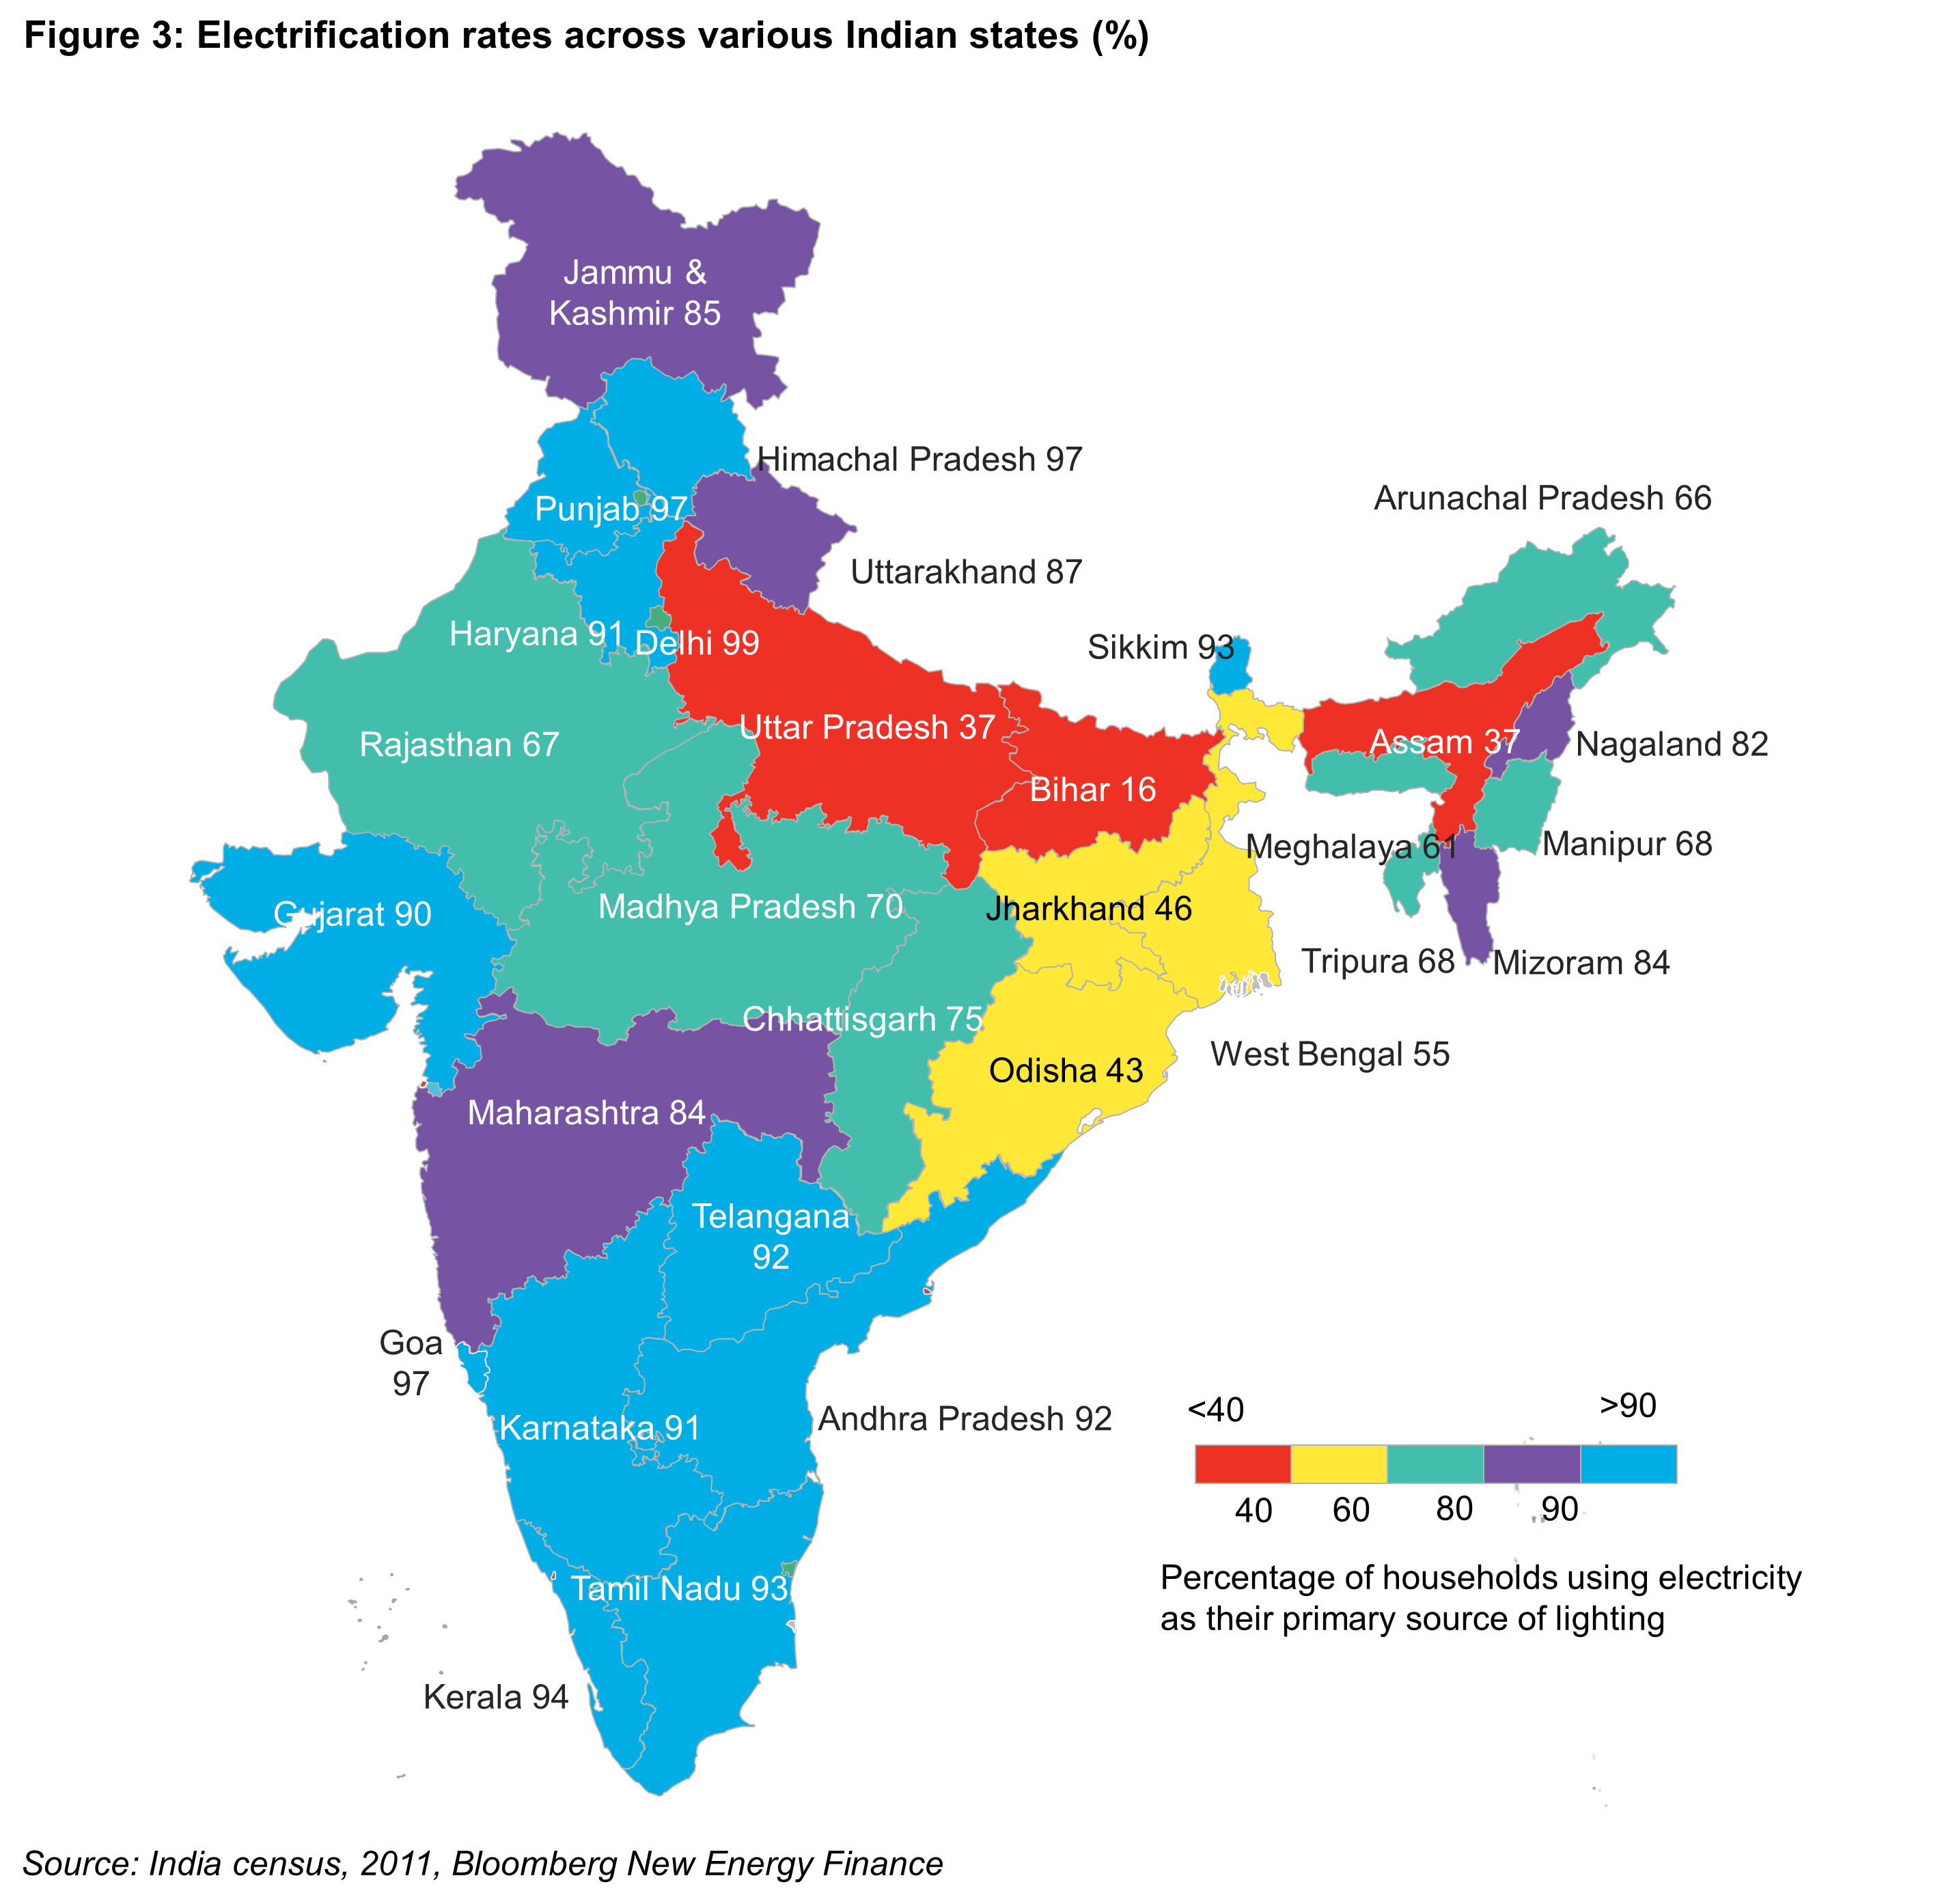 Figure 3: Electrification rates across various Indian states (%)
Jammu &
Kashmir 85
Himachal Pradesh 97
Punjab 97
Arunachal Pradesh 66
Uttarakhand 87
Haryana 91
Delhi 99
Sikkim 93
Uttar Pradesh 37
Rajasthan 67
Assam 37
Nagaland 82
Bihar 16
Meghalaya 61
Manipur 68
Gujarat 90
Madhya Pradesh 70
Jharkhand 46
Tripura 68
Mizoram 84
Chhattisgarh 75
West Bengal 55
Odisha 43
Maharashtra 84
Telangana
92
Goa
97
Andhra Pradesh 92
Karnataka 91
<40
>90
40
60
80
90
Percentage of households using electricity
as their primary source of lighting
Tamil Nadu 93
Kerala 94
Source: India census, 2011, Bloomberg New Energy Finance